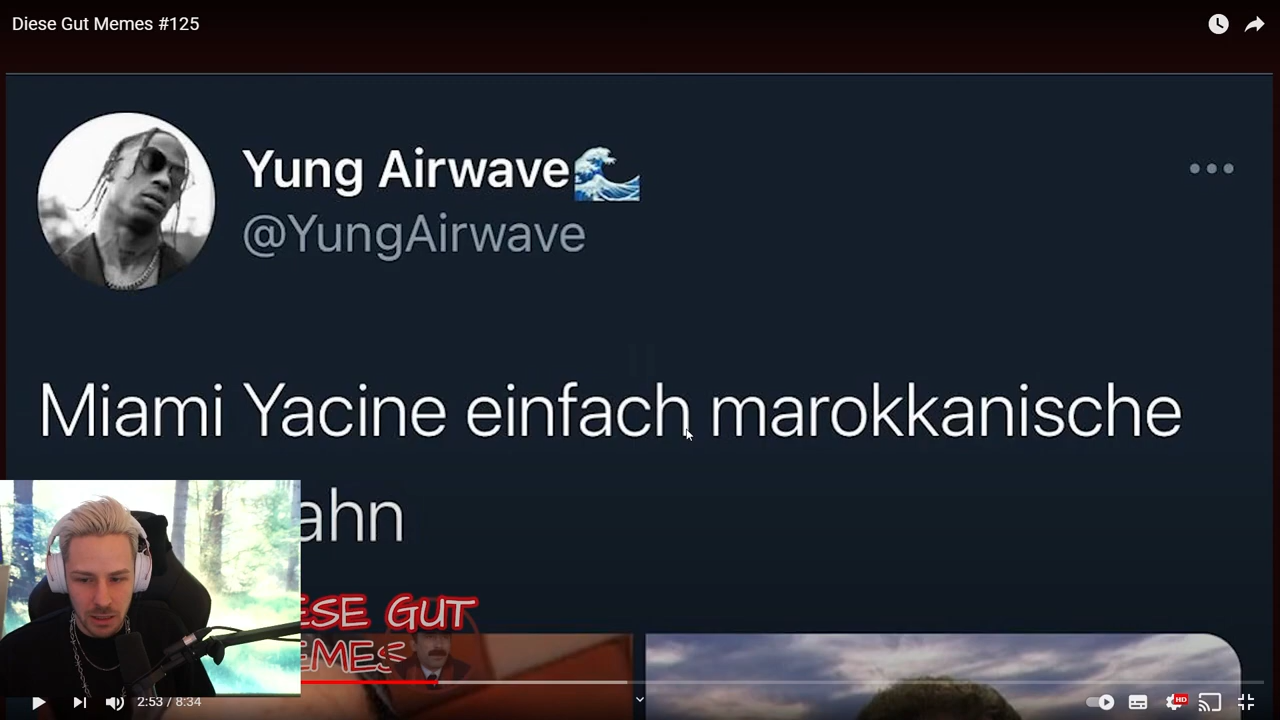 Diese Gut Memes #125
Yung Airwave
@YungAirwave
Miami Yacine einfach marokkanische
ahn
ESE GUT
EMES
2:53 / 8:34
HD